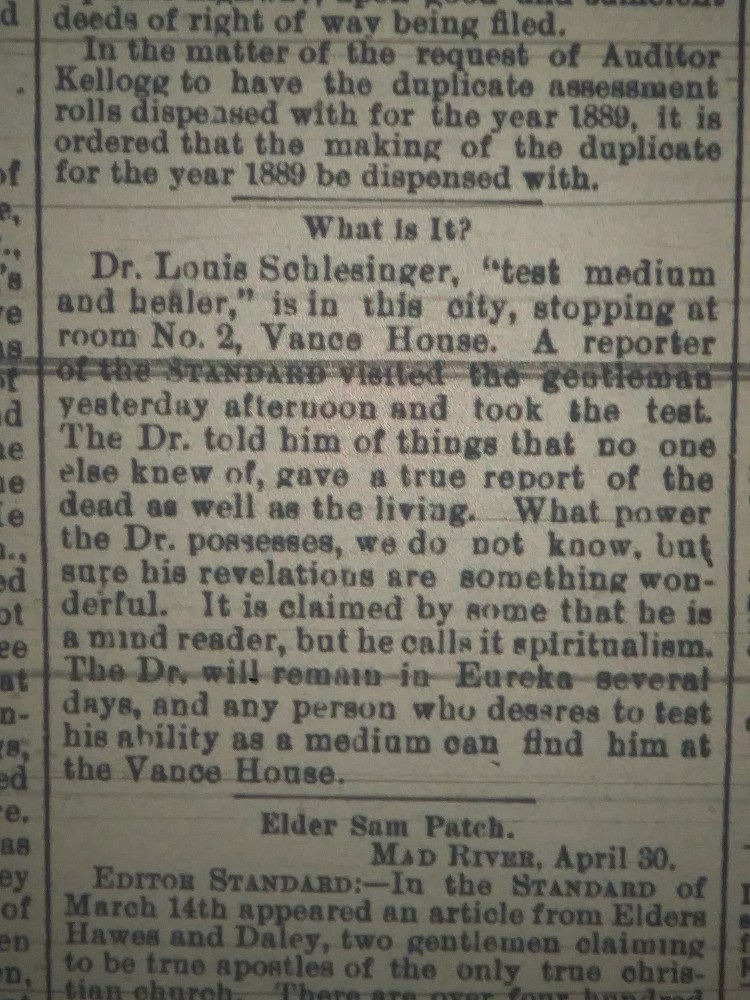 deeds of right of way being filed.
In the matter of the request of Auditor
Kellogg to have the duplicate assessment
rolls dispensed with for the year 1889, it is
ordered that the making of the duplicate
for the year 1889 be dispensed with.
What is It?
Dr. Louis Schlesinger, “test medium
and healer,” is in this city, stopping at
room No. 2, Vance House. A reporter
of the STANDARD visited the gentleman
yesterday afternoon and took the test.
The Dr. told him of things that no one
else knew of, gave a true report of the
dead as well as the living. What power
the Dr. possesses, we do not know, but
sure his revelations are something won-
derful. It is claimed by some that he is
a mind reader, but he calls it spiritualism.
The Dr. will remain in Eureka several
days, and any person who dessres to test
his ability as a medium can find him at
the Vance House.
Elder Sam Patch.
MAD RIVER, April 30.
EDITOR STANDARD:—In the STANDARD of
March 14th appeared an article from Elders
Hawes and Daley, two gentlemen claiming
to be true apostles of the only true chris-
tian church. There are over four hundred